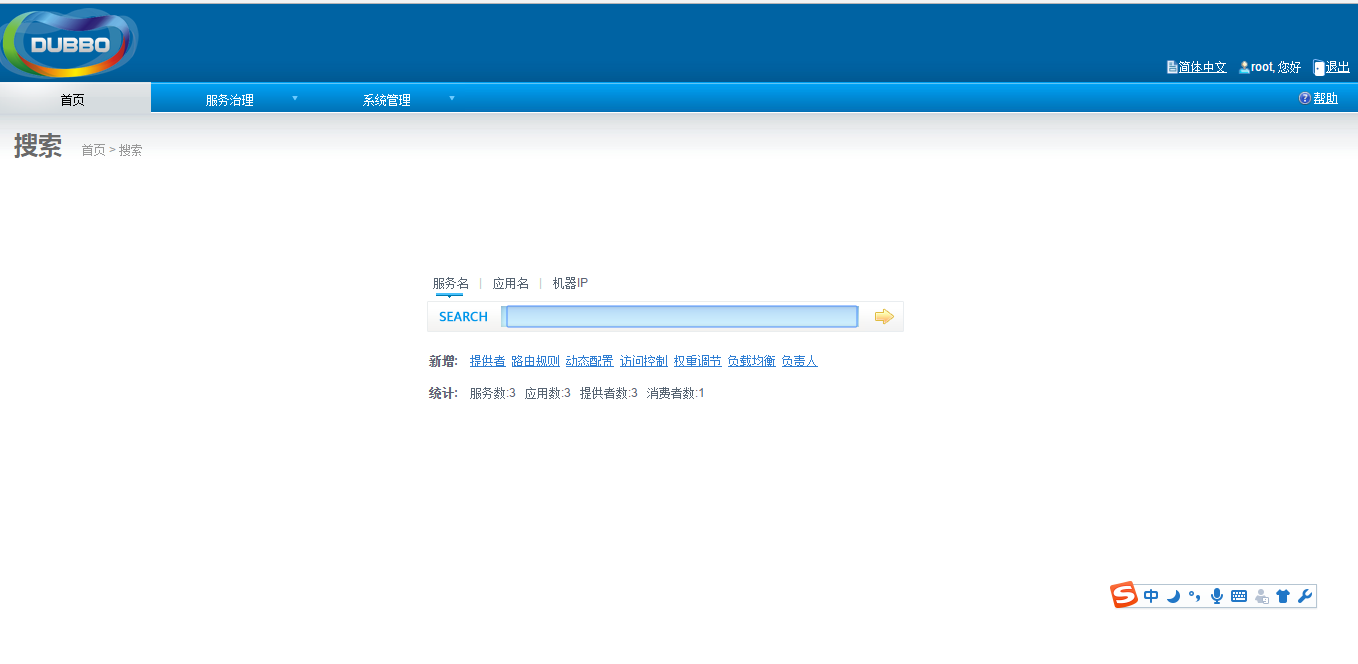 DUBBO
简体中文 root, 您好 退出
首页 服务治理 系统管理 帮助
搜索 首页 > 搜索
服务名 | 应用名 | 机器IP
SEARCH
新增: 提供者 路由规则 动态配置 访问控制 权重调节 负载均衡 负责人
统计: 服务数:3 应用数:3 提供者数:3 消费者数:1
S 中